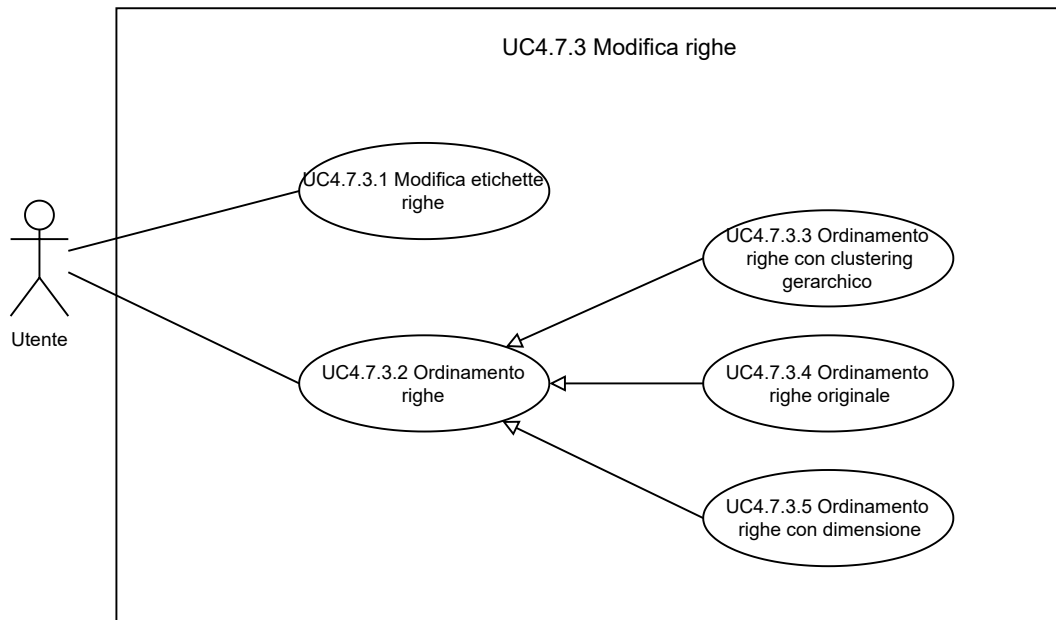 UC4.7.3 Modifica righe
UC4.7.3.1 Modifica etichette
righe
UC4.7.3.3 Ordinamento
righe con clustering
gerarchico
Utente
UC4.7.3.2 Ordinamento
righe
UC4.7.3.4 Ordinamento
righe originale
UC4.7.3.5 Ordinamento
righe con dimensione